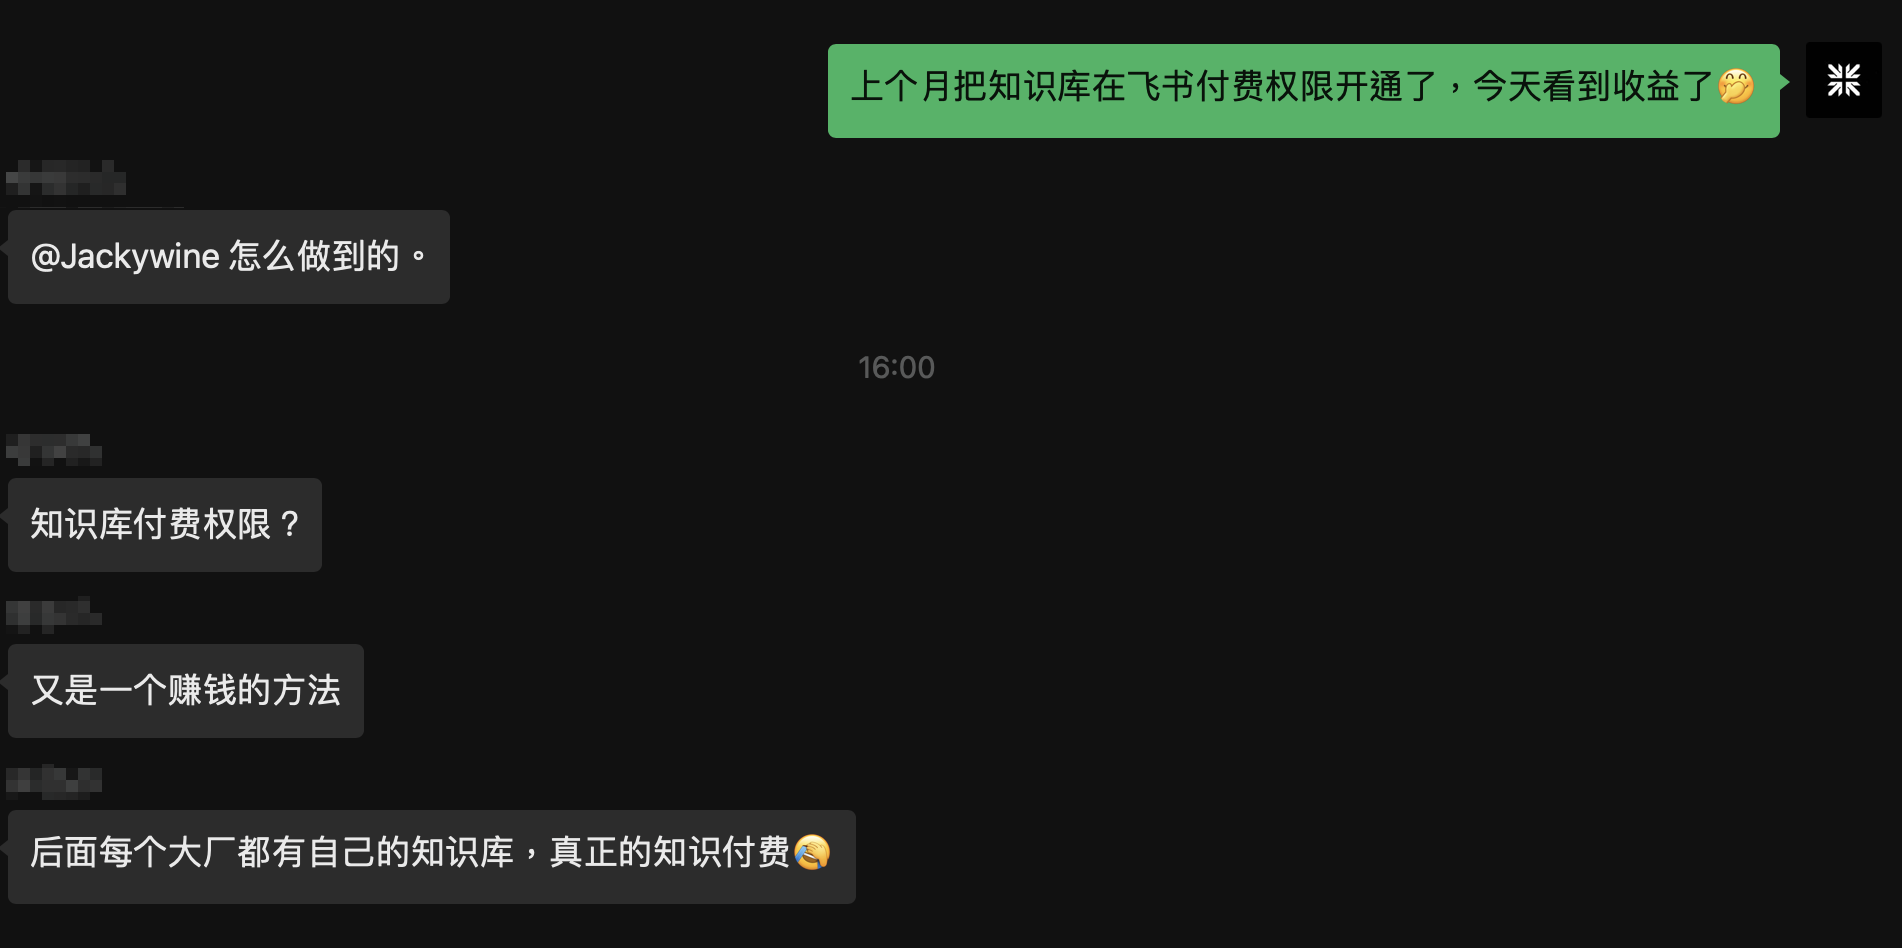 上个月把知识库在飞书付费权限开通了，今天看到收益了🤭
@Jackywine 怎么做到的。
16:00
知识库付费权限？
又是一个赚钱的方法
后面每个大厂都有自己的知识库，真正的知识付费🤣